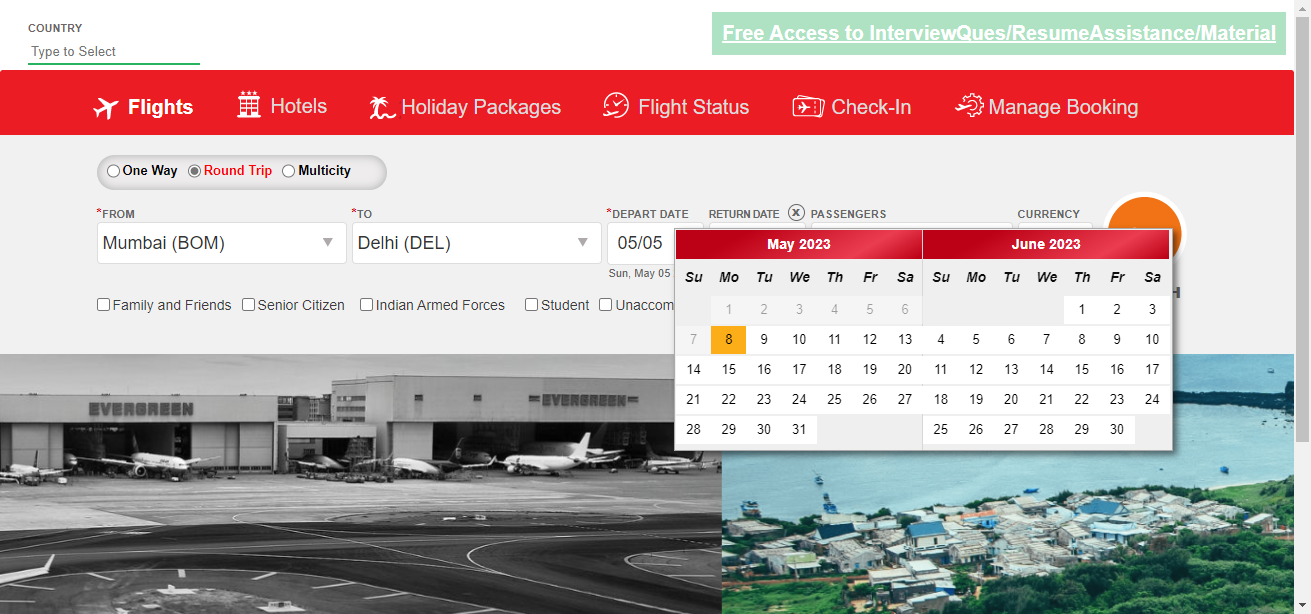 COUNTRY
Type to Select
Free Access to InterviewQues/ResumeAssistance/Material
Flights Hotels Holiday Packages Flight Status Check-In Manage Booking
One Way Round Trip Multicity
*FROM *TO *DEPART DATE RETURN DATE PASSENGERS CURRENCY
Mumbai (BOM) Delhi (DEL) 05/05
Sun, May 05
Family and Friends Senior Citizen Indian Armed Forces Student Unaccom
May 2023 June 2023
Su Mo Tu We Th Fr Sa Su Mo Tu We Th Fr Sa
1 2 3 4 5 6 1 2 3
7 8 9 10 11 12 13 4 5 6 7 8 9 10
14 15 16 17 18 19 20 11 12 13 14 15 16 17
21 22 23 24 25 26 27 18 19 20 21 22 23 24
28 29 30 31 25 26 27 28 29 30
EVERGREEN
EVERGREEN